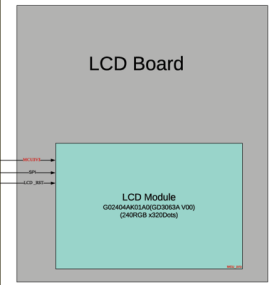 LCD Board
SPI
LCD_RST
LCD Module
G02404AK01A0(GD3063A V00)
(240RGB x320Dots)